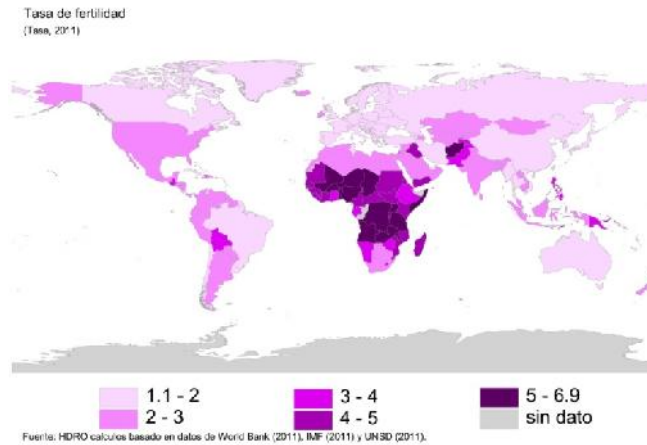 Tasa de fertilidad
(Tasa, 2011)
1.1 - 2
3 - 4
5 - 6.9
2 - 3
4 - 5
sin dato
Fuente: HDRO calculos basado en datos de World Bank (2011), IMF (2011) y UNSD (2011).